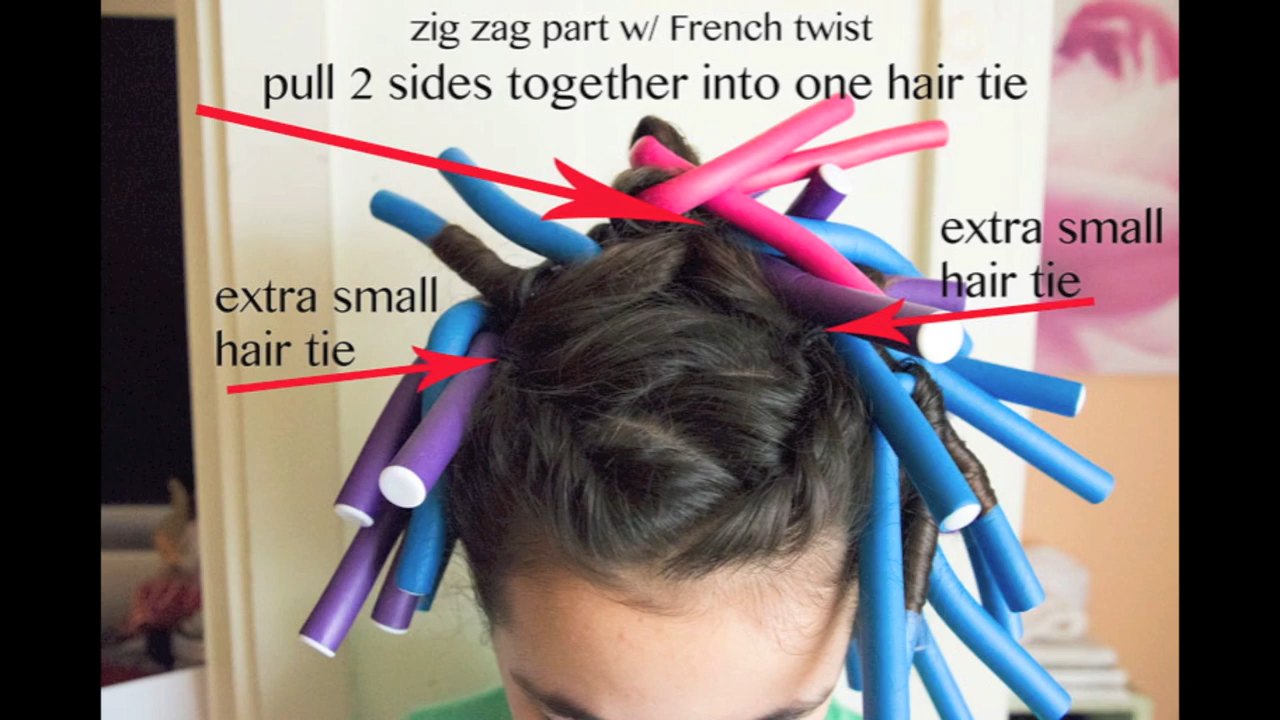 zig zag part w/ French twist
pull 2 sides together into one hair tie
extra small
hair tie
extra small
hair tie